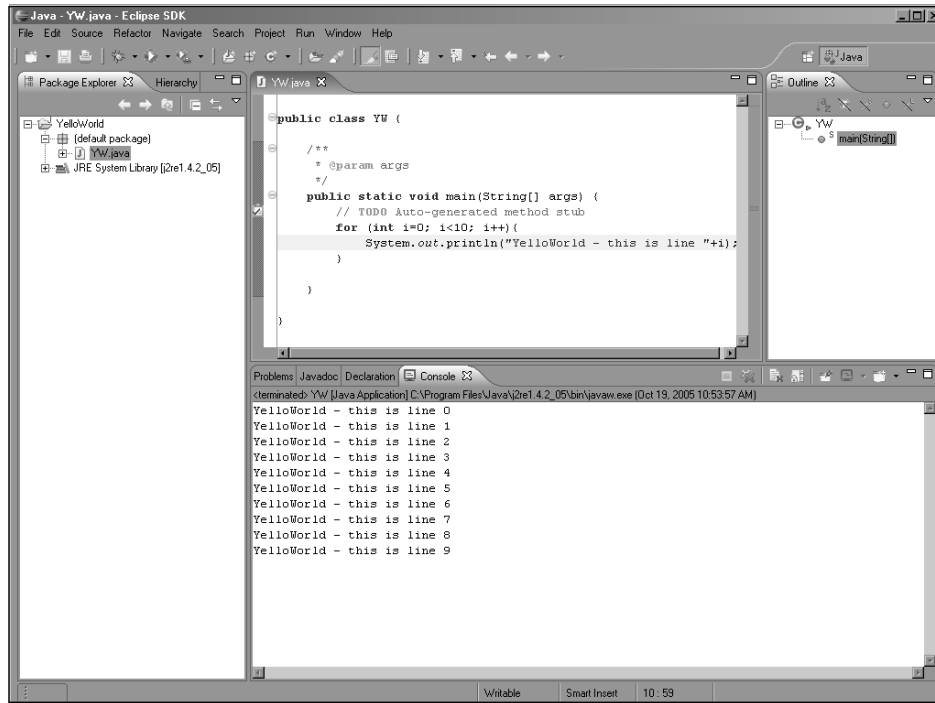 Java - YW.java - Eclipse SDK
File Edit Source Refactor Navigate Search Project Run Window Help
Java
Package Explorer Hierarchy
YelloWorld
(default package)
YW.java
JRE System Library [j2re1.4.2_05]
YW.java
public class YW {
/**
* @param args
*/
public static void main(String[] args) {
// TODO Auto-generated method stub
for (int i=0; i<10; i++){
System.out.println("YelloWorld - this is line "+i);
}
}
}
Outline
YW
main(String[])
Problems Javadoc Declaration Console
<terminated> YW [Java Application] C:\Program Files\Java\j2re1.4.2_05\bin\javaw.exe (Oct 19, 2005 10:53:57 AM)
YelloWorld - this is line 0
YelloWorld - this is line 1
YelloWorld - this is line 2
YelloWorld - this is line 3
YelloWorld - this is line 4
YelloWorld - this is line 5
YelloWorld - this is line 6
YelloWorld - this is line 7
YelloWorld - this is line 8
YelloWorld - this is line 9
Writable Smart Insert 10 : 59